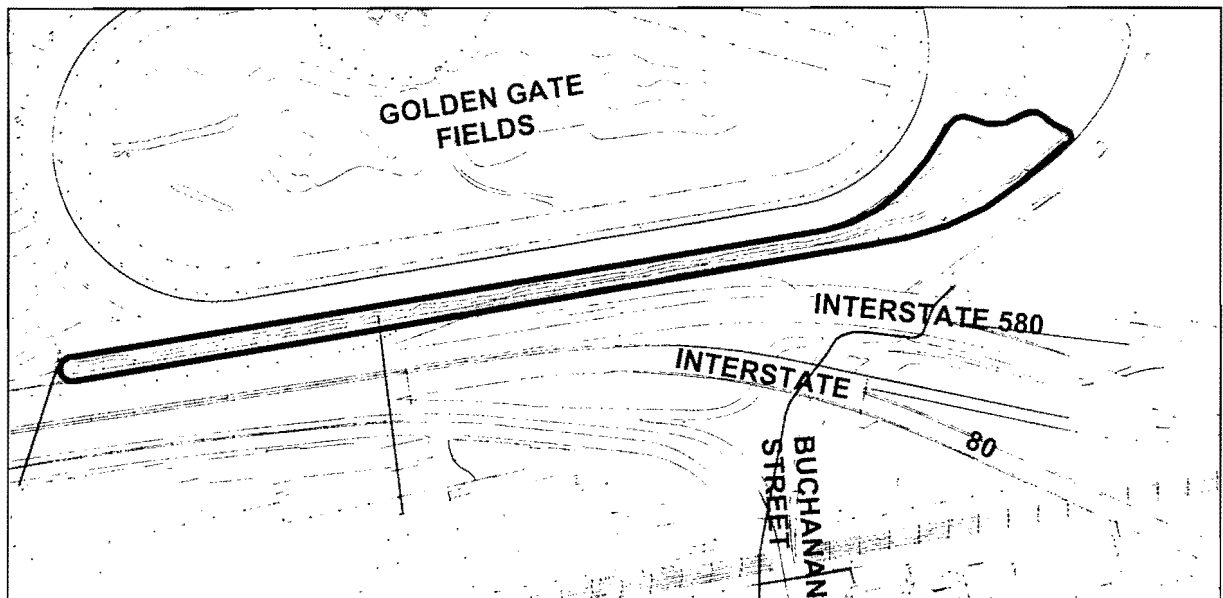 GOLDEN GATE
FIELDS
INTERSTATE 580
INTERSTATE
80
BUCHANAN
STREET